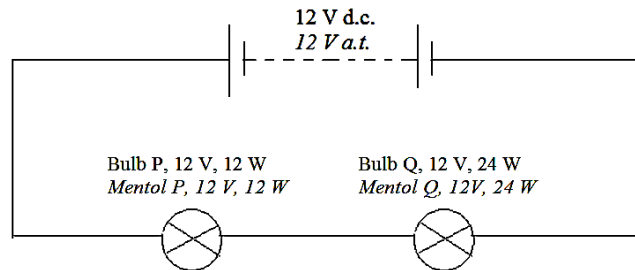 12 V d.c.
12 V a.t.
Bulb P, 12 V, 12 W
Mentol P, 12 V, 12 W
Bulb Q, 12 V, 24 W
Mentol Q, 12V, 24 W